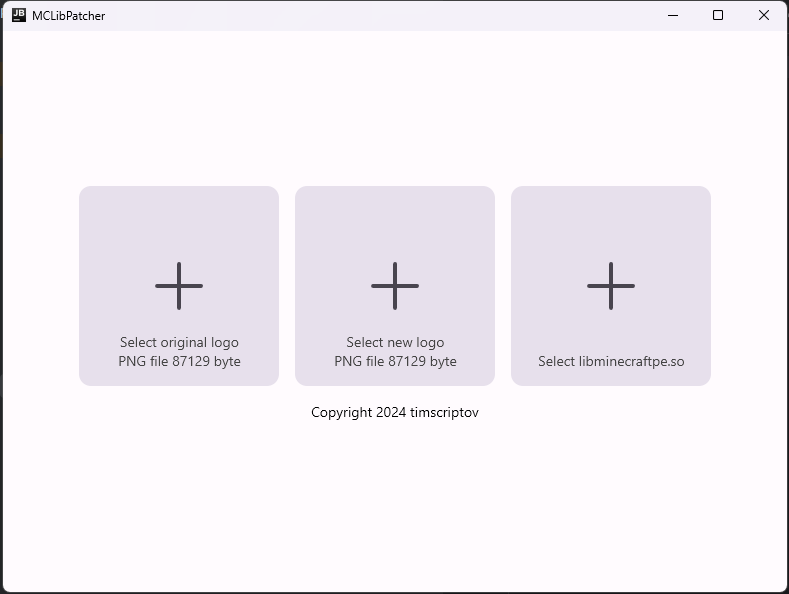 JB MCLibPatcher
Select original logo
PNG file 87129 byte
Select new logo
PNG file 87129 byte
Select libminecraftpe.so
Copyright 2024 timscriptov